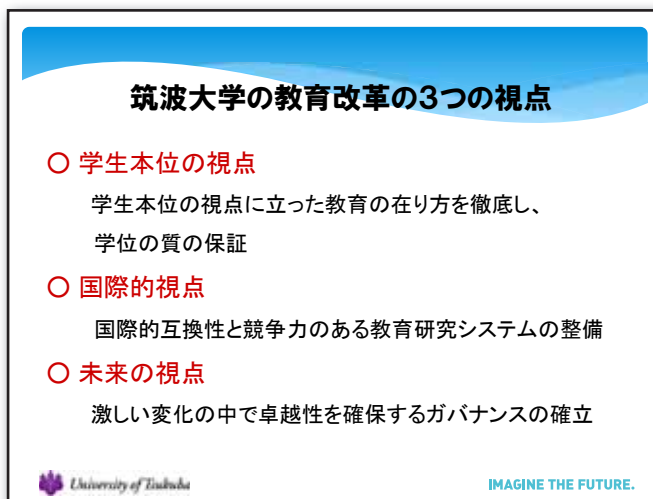 筑波大学の教育改革の3つの視点
○ 学生本位の視点
学生本位の視点に立った教育の在り方を徹底し、
学位の質の保証
○ 国際的視点
国際的互換性と競争力のある教育研究システムの整備
○ 未来の視点
激しい変化の中で卓越性を確保するガバナンスの確立
University of Tsukuba
IMAGINE THE FUTURE.